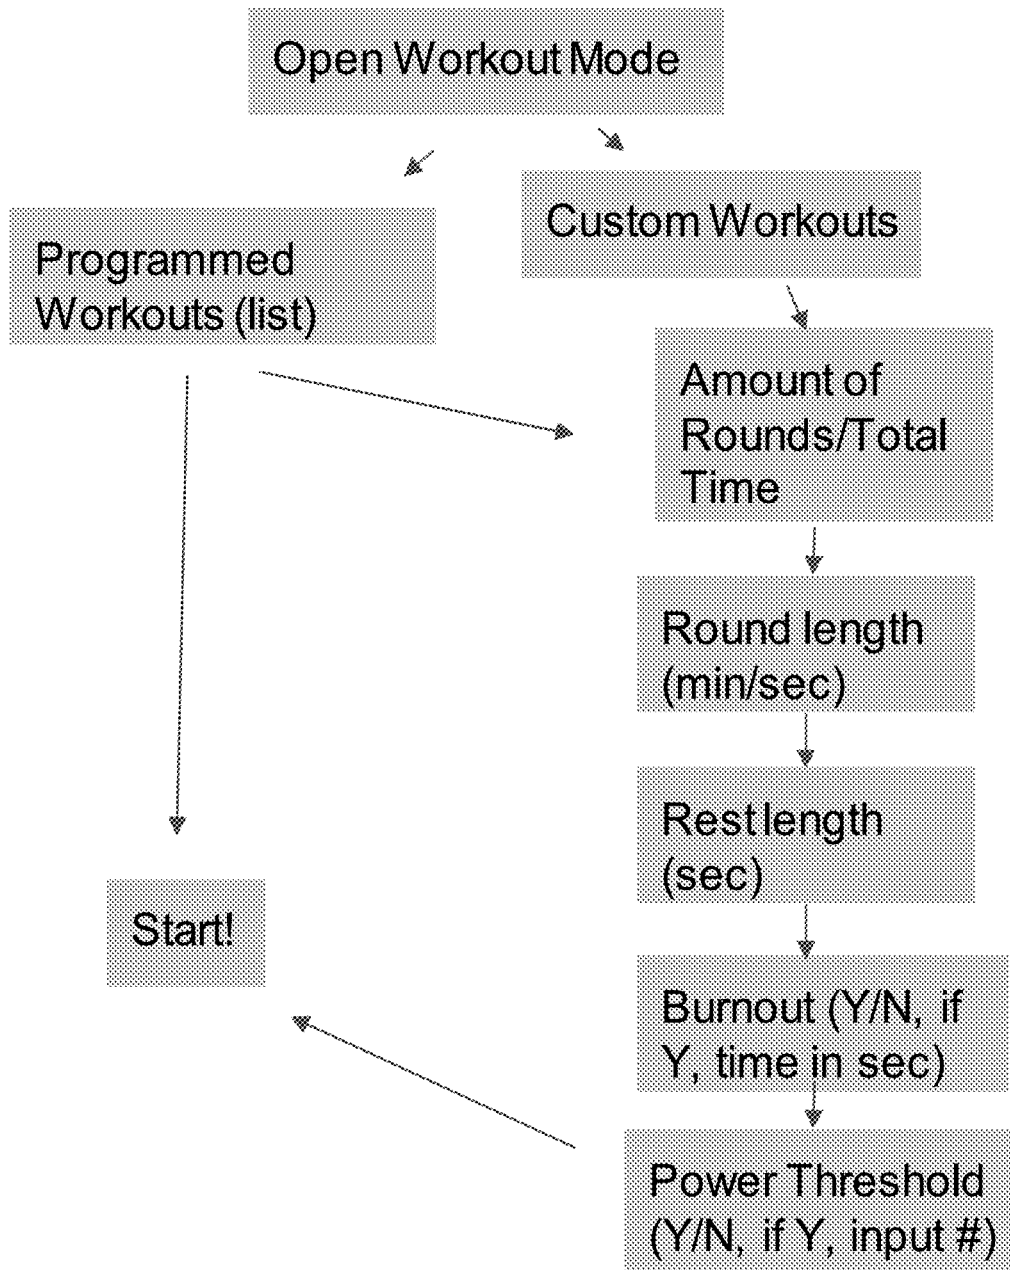 Open Workout Mode
Custom Workouts
Programmed
Workouts (list)
Amount of
Rounds/Total
Time
Round length
(min/sec)
Rest length
(sec)
Start!
Burnout (Y/N, if
Y, time in sec)
Power Threshold
(Y/N, if Y, input #)